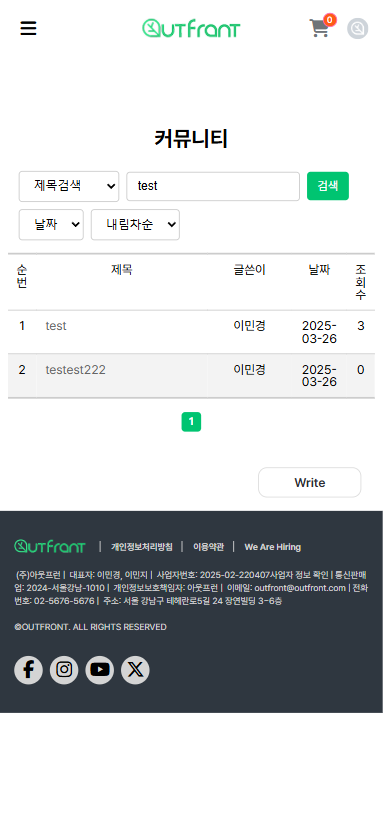 OUTFRANT
0
커뮤니티
제목검색
test
검색
날짜
내림차순
순
번
제목
글쓴이
날짜
조
회
수
1
test
이민경
2025-
03-26
3
2
testest222
이민경
2025-
03-26
0
1
Write
OUTFRANT | 개인정보처리방침 | 이용약관 | We Are Hiring
(주)아웃프런 | 대표자: 이민경, 이민지 | 사업자번호: 2025-02-220407사업자 정보 확인 | 통신판매
업: 2024-서울강남-1010 | 개인정보보호책임자: 아웃프런 | 이메일: outfront@outfront.com | 전화
번호: 02-5676-5676 | 주소: 서울 강남구 테헤란로5길 24 장연빌딩 3-6층
©OUTFRONT. ALL RIGHTS RESERVED